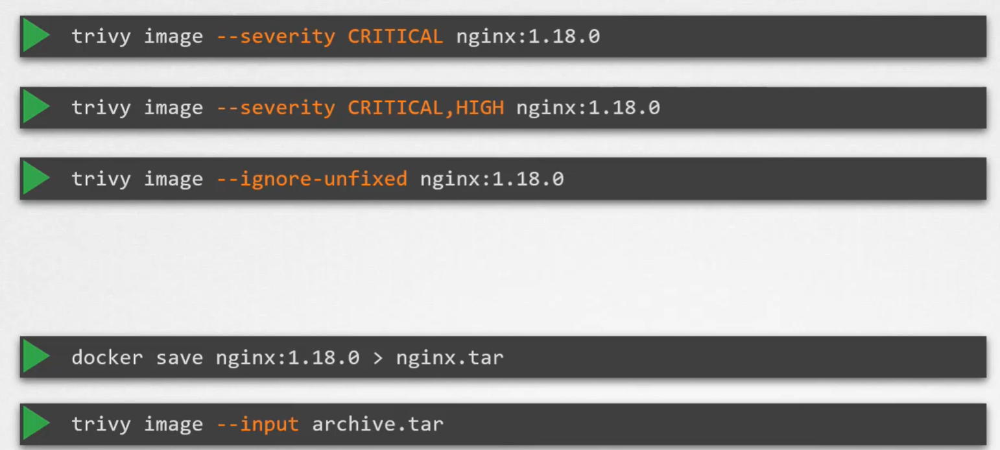 trivy image --severity CRITICAL nginx:1.18.0
trivy image --severity CRITICAL,HIGH nginx:1.18.0
trivy image --ignore-unfixed nginx:1.18.0
docker save nginx:1.18.0 > nginx.tar
trivy image --input archive.tar